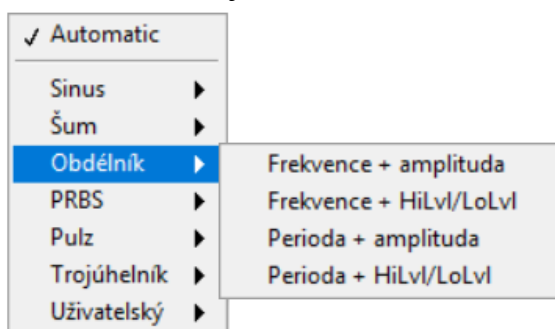 ✓ Automatic
Sinus
Šum
Obdélník
PRBS
Pulz
Trojúhelník
Uživatelský
Frekvence + amplituda
Frekvence + HiLvl/LoLvl
Perioda + amplituda
Perioda + HiLvl/LoLvl